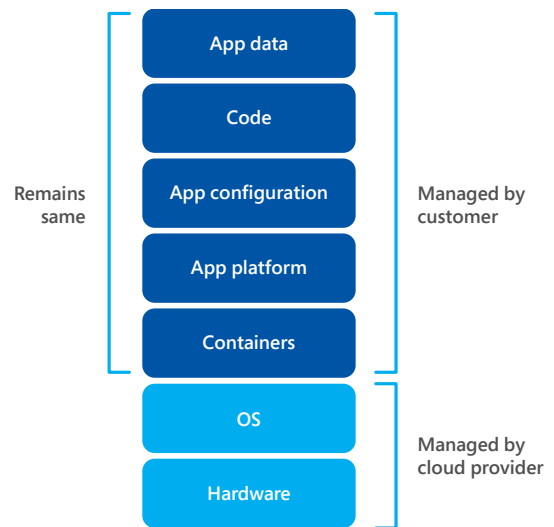 App data
Code
Remains
same
App configuration
Managed by
customer
App platform
Containers
OS
Managed by
cloud provider
Hardware